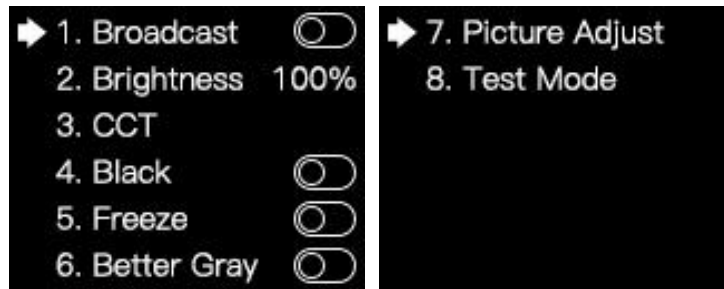 1. Broadcast
2. Brightness 100%
3. CCT
4. Black
5. Freeze
6. Better Gray
7. Picture Adjust
8. Test Mode